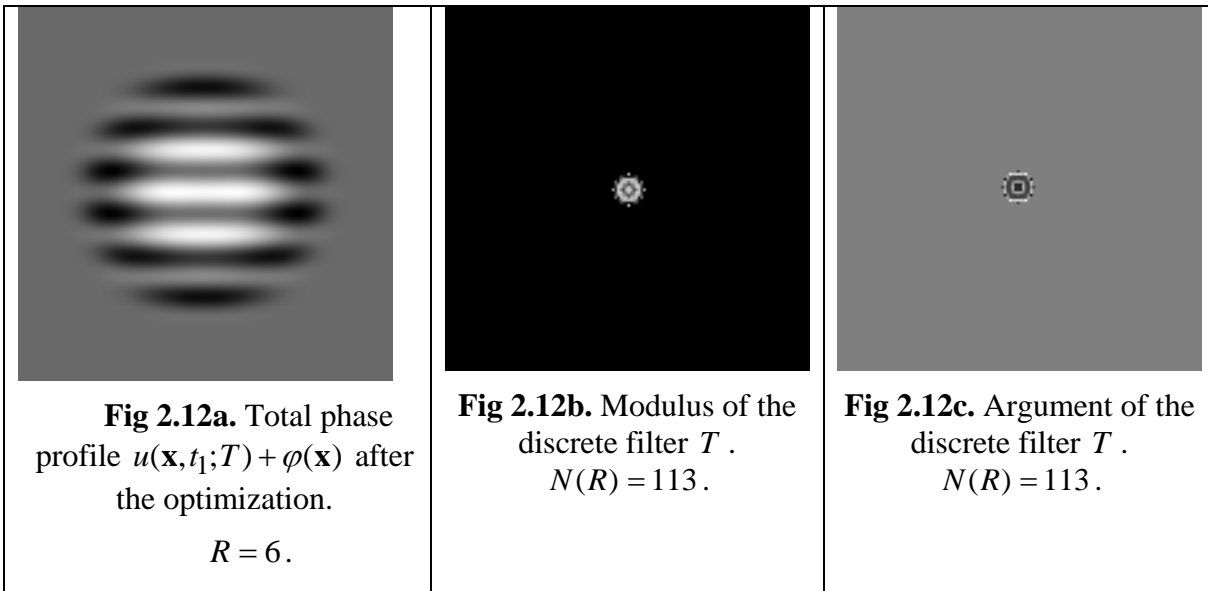 Fig 2.12a. Total phase
profile u(x,t₁;T)+φ(x) after
the optimization.
R = 6.
Fig 2.12b. Modulus of the
discrete filter T .
N(R) = 113.
Fig 2.12c. Argument of the
discrete filter T .
N(R) = 113.